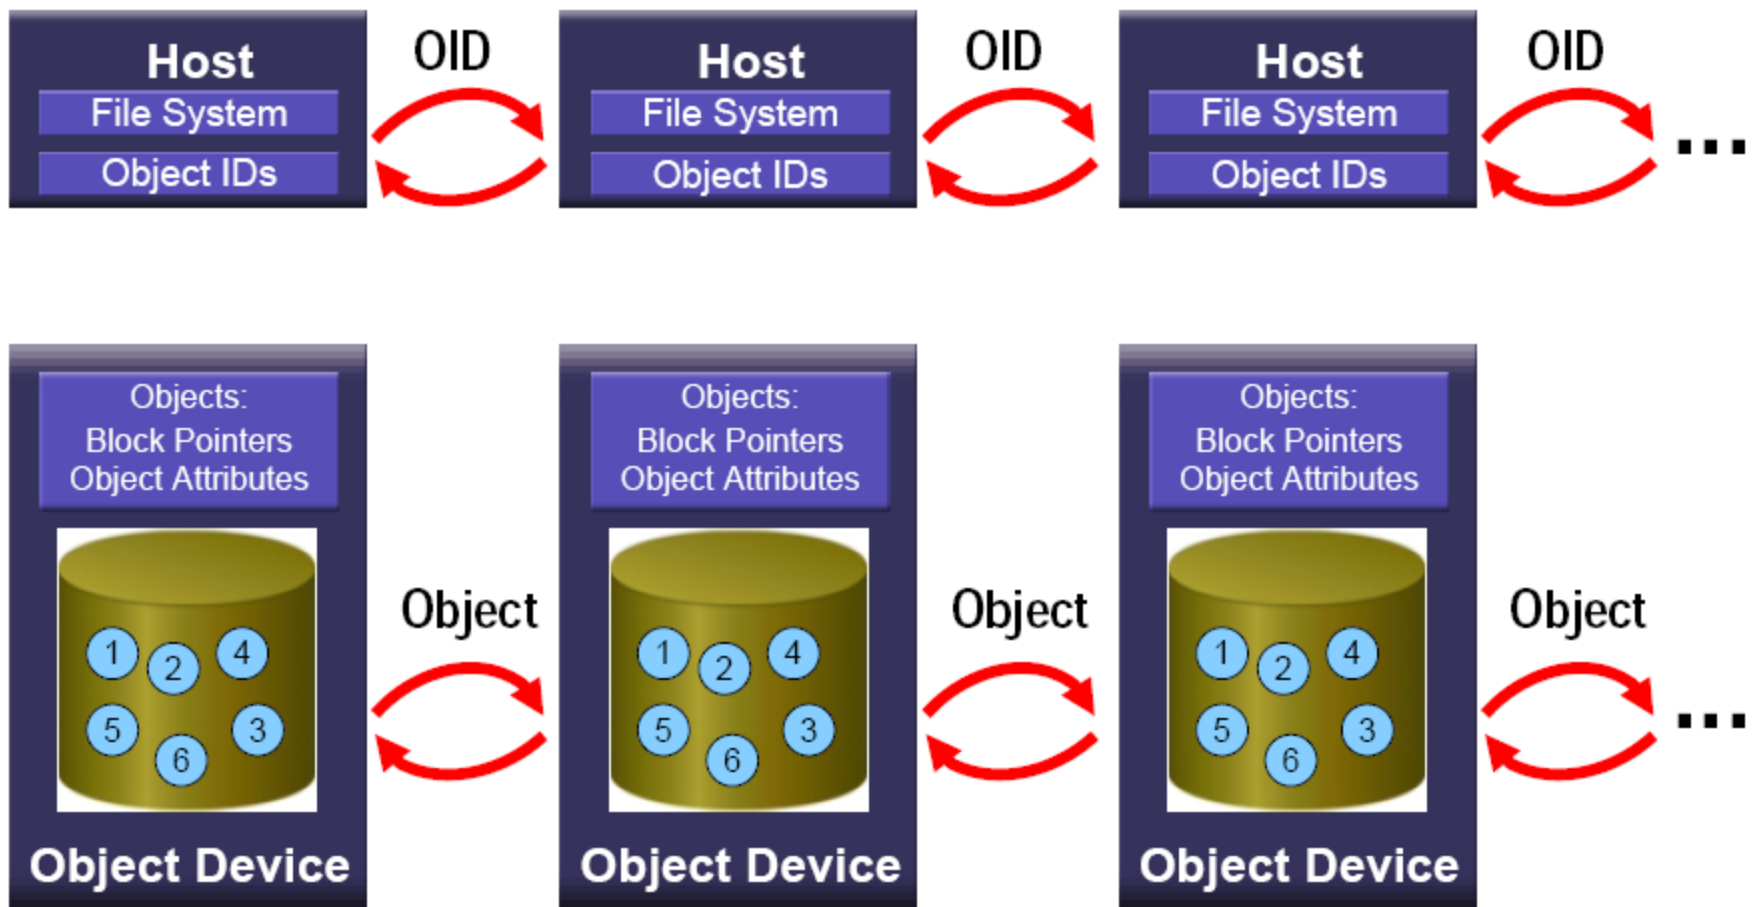 Host
File System
Object IDs
OID
Host
File System
Object IDs
OID
Host
File System
Object IDs
OID
...
Objects:
Block Pointers
Object Attributes
1 2 4
5 6 3
Object Device
Object
Objects:
Block Pointers
Object Attributes
1 2 4
5 6 3
Object Device
Object
Objects:
Block Pointers
Object Attributes
1 2 4
5 6 3
Object Device
Object
...